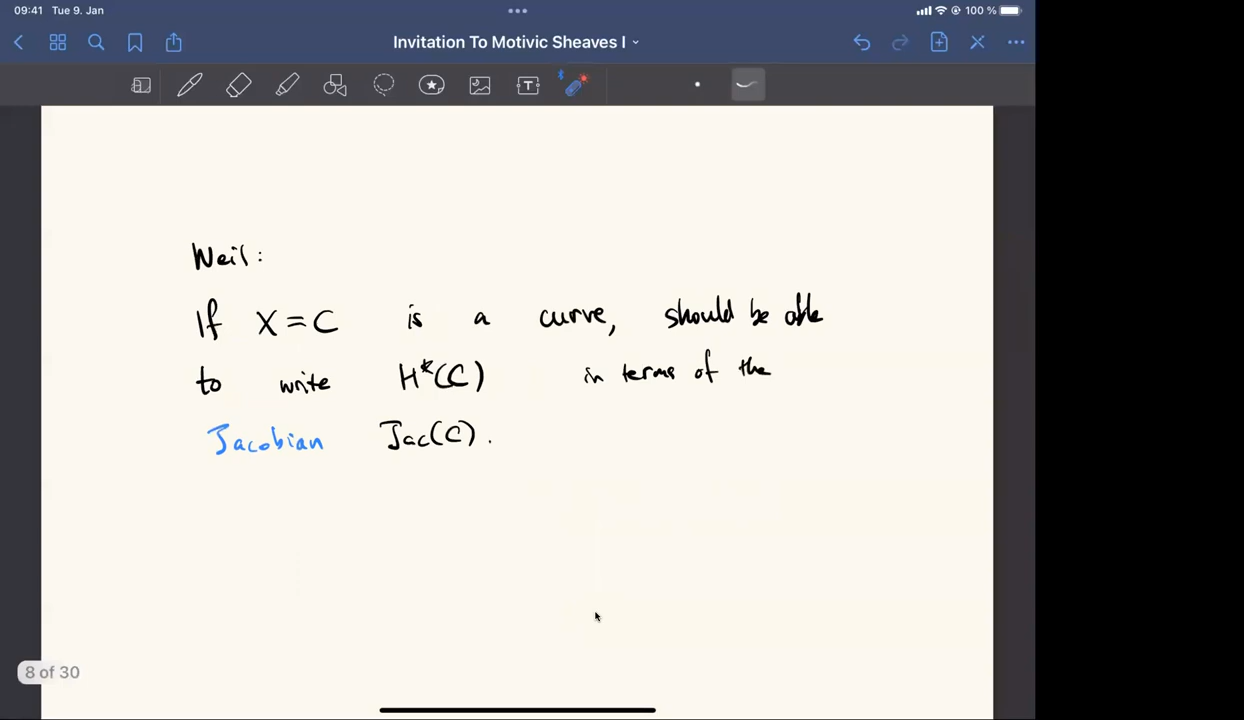 09:41 Tue 9. Jan
100 %
Invitation To Motivic Sheaves I
T
Weil:
If X = C is a curve, should be able
to write H*(C) in terms of the
Jacobian Jac(C).
8 of 30